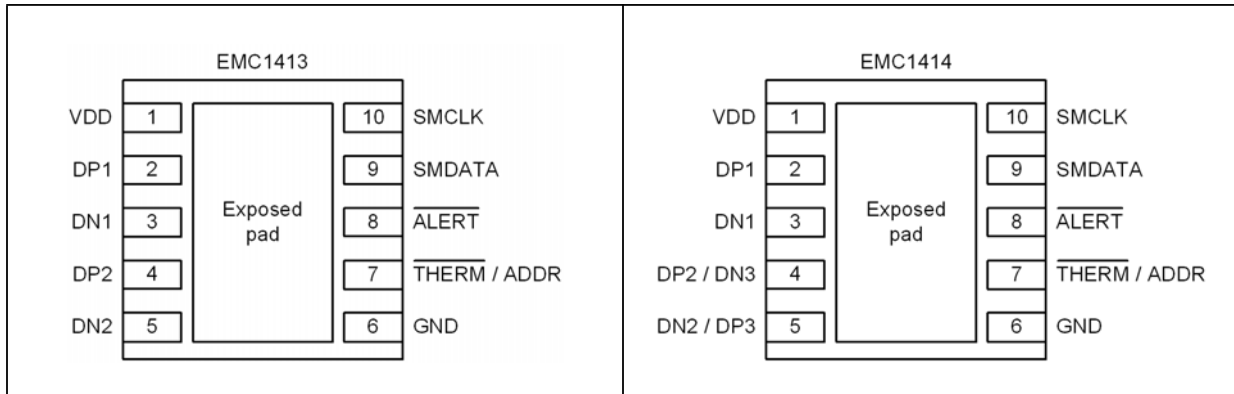 EMC1413
VDD 1 10 SMCLK
DP1 2 9 SMDATA
DN1 3 Exposed pad 8 ALERT
DP2 4 7 THERM / ADDR
DN2 5 6 GND
EMC1414
VDD 1 10 SMCLK
DP1 2 9 SMDATA
DN1 3 Exposed pad 8 ALERT
DP2 / DN3 4 7 THERM / ADDR
DN2 / DP3 5 6 GND